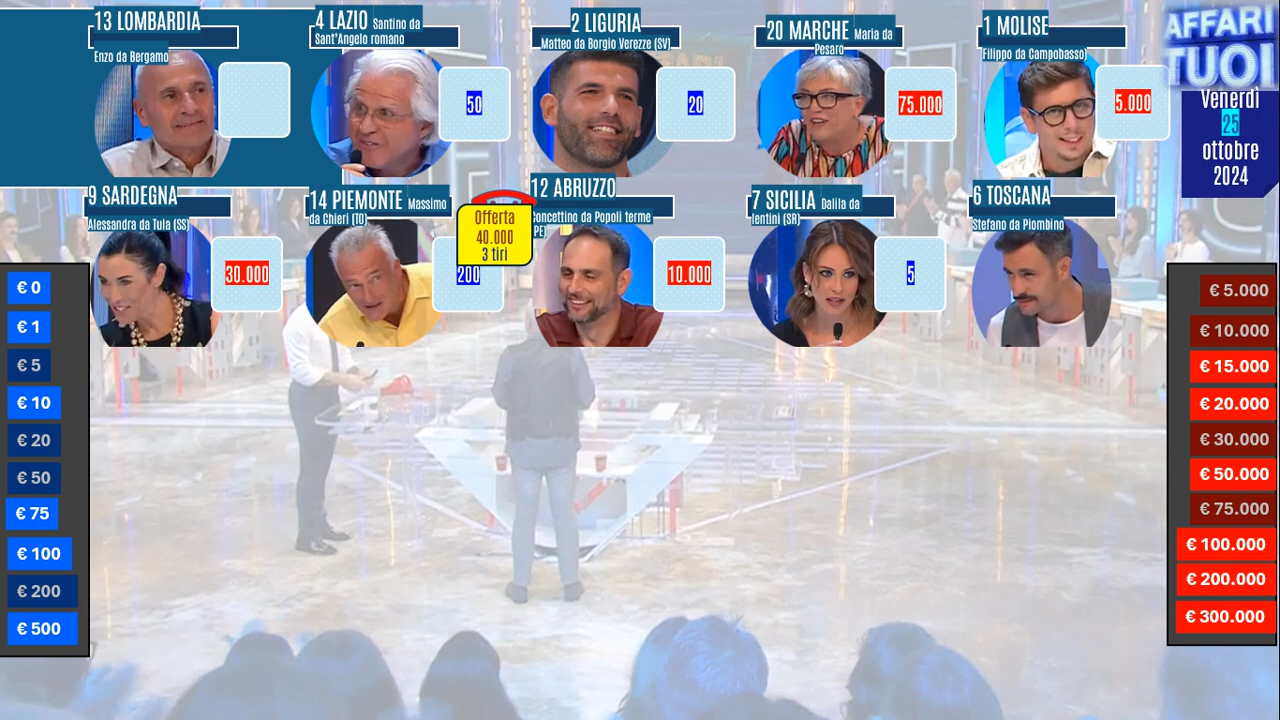 13 LOMBARDIA
Enzo da Bergamo
4 LAZIO Santino da
Sant'Angelo romano
50
2 LIGURIA
Matteo da Borgio Verezze (SV)
20
20 MARCHE Maria da
Pesaro
75.000
1 MOLISE
Filippo da Campobasso)
5.000
AFFARI
TUOI
Venerdì
25
ottobre
2024
9 SARDEGNA
Alessandra da Tula (SS)
30.000
14 PIEMONTE Massimo
da Chieri (TO)
200
Offerta
40.000
3 tiri
12 ABRUZZO
Concettino da Popoli terme
(PE)
10.000
7 SICILIA Dalila da
lentini (SR)
5
6 TOSCANA
Stefano da Piombino
€ 0
€ 1
€ 5
€ 10
€ 20
€ 50
€ 75
€ 100
€ 200
€ 500
€ 5.000
€ 10.000
€ 15.000
€ 20.000
€ 30.000
€ 50.000
€ 75.000
€ 100.000
€ 200.000
€ 300.000